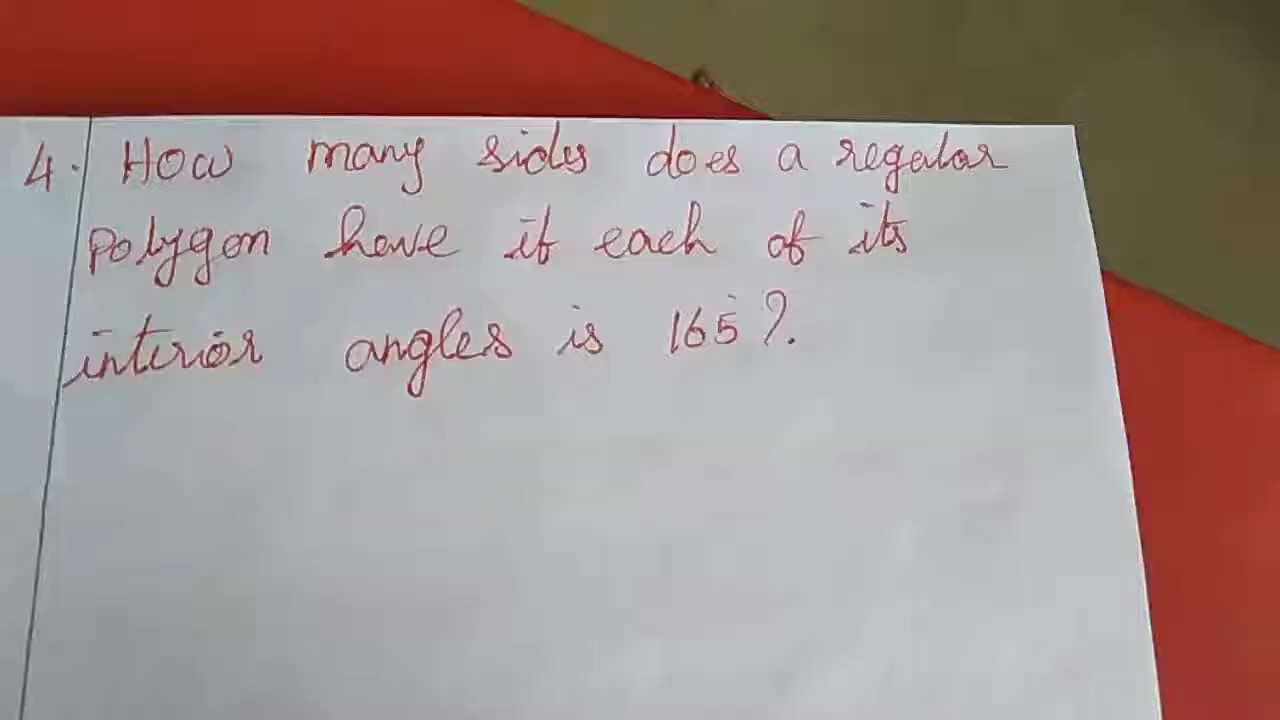 4. How many sides does a regular
polygon have if each of its
interior angles is 165°?.